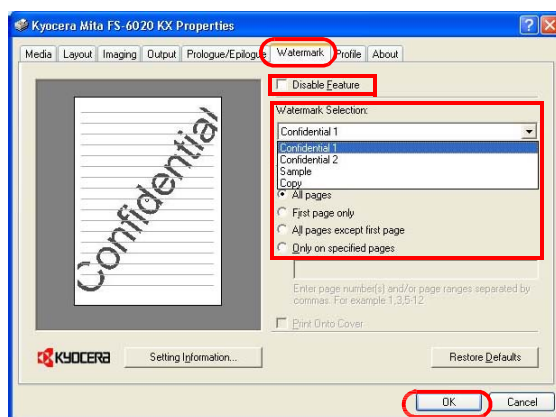 Kyocera Mita FS-6020 KX Properties
Media Layout Imaging Output Prologue/Epilogue Watermark Profile About
Disable Feature
Watermark Selection:
Confidential 1
Confidential 1
Confidential 2
Sample
Copy
All pages
First page only
All pages except first page
Only on specified pages
Enter page number(s) and/or page ranges separated by
commas. For example 1,3,5-12
Print Onto Cover
Confidential
KYOCERA
Setting Information...
Restore Defaults
OK
Cancel